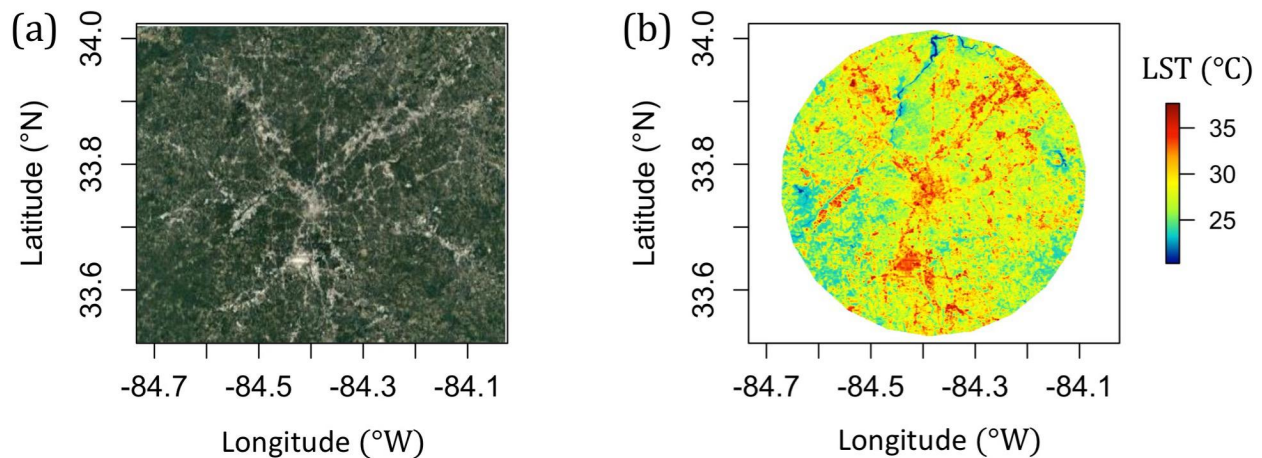 (a)
34.0
33.8
33.6
Latitude (°N)
-84.7 -84.5 -84.3 -84.1
Longitude (°W)
(b)
34.0
33.8
33.6
Latitude (°N)
-84.7 -84.5 -84.3 -84.1
Longitude (°W)
LST (°C)
35
30
25